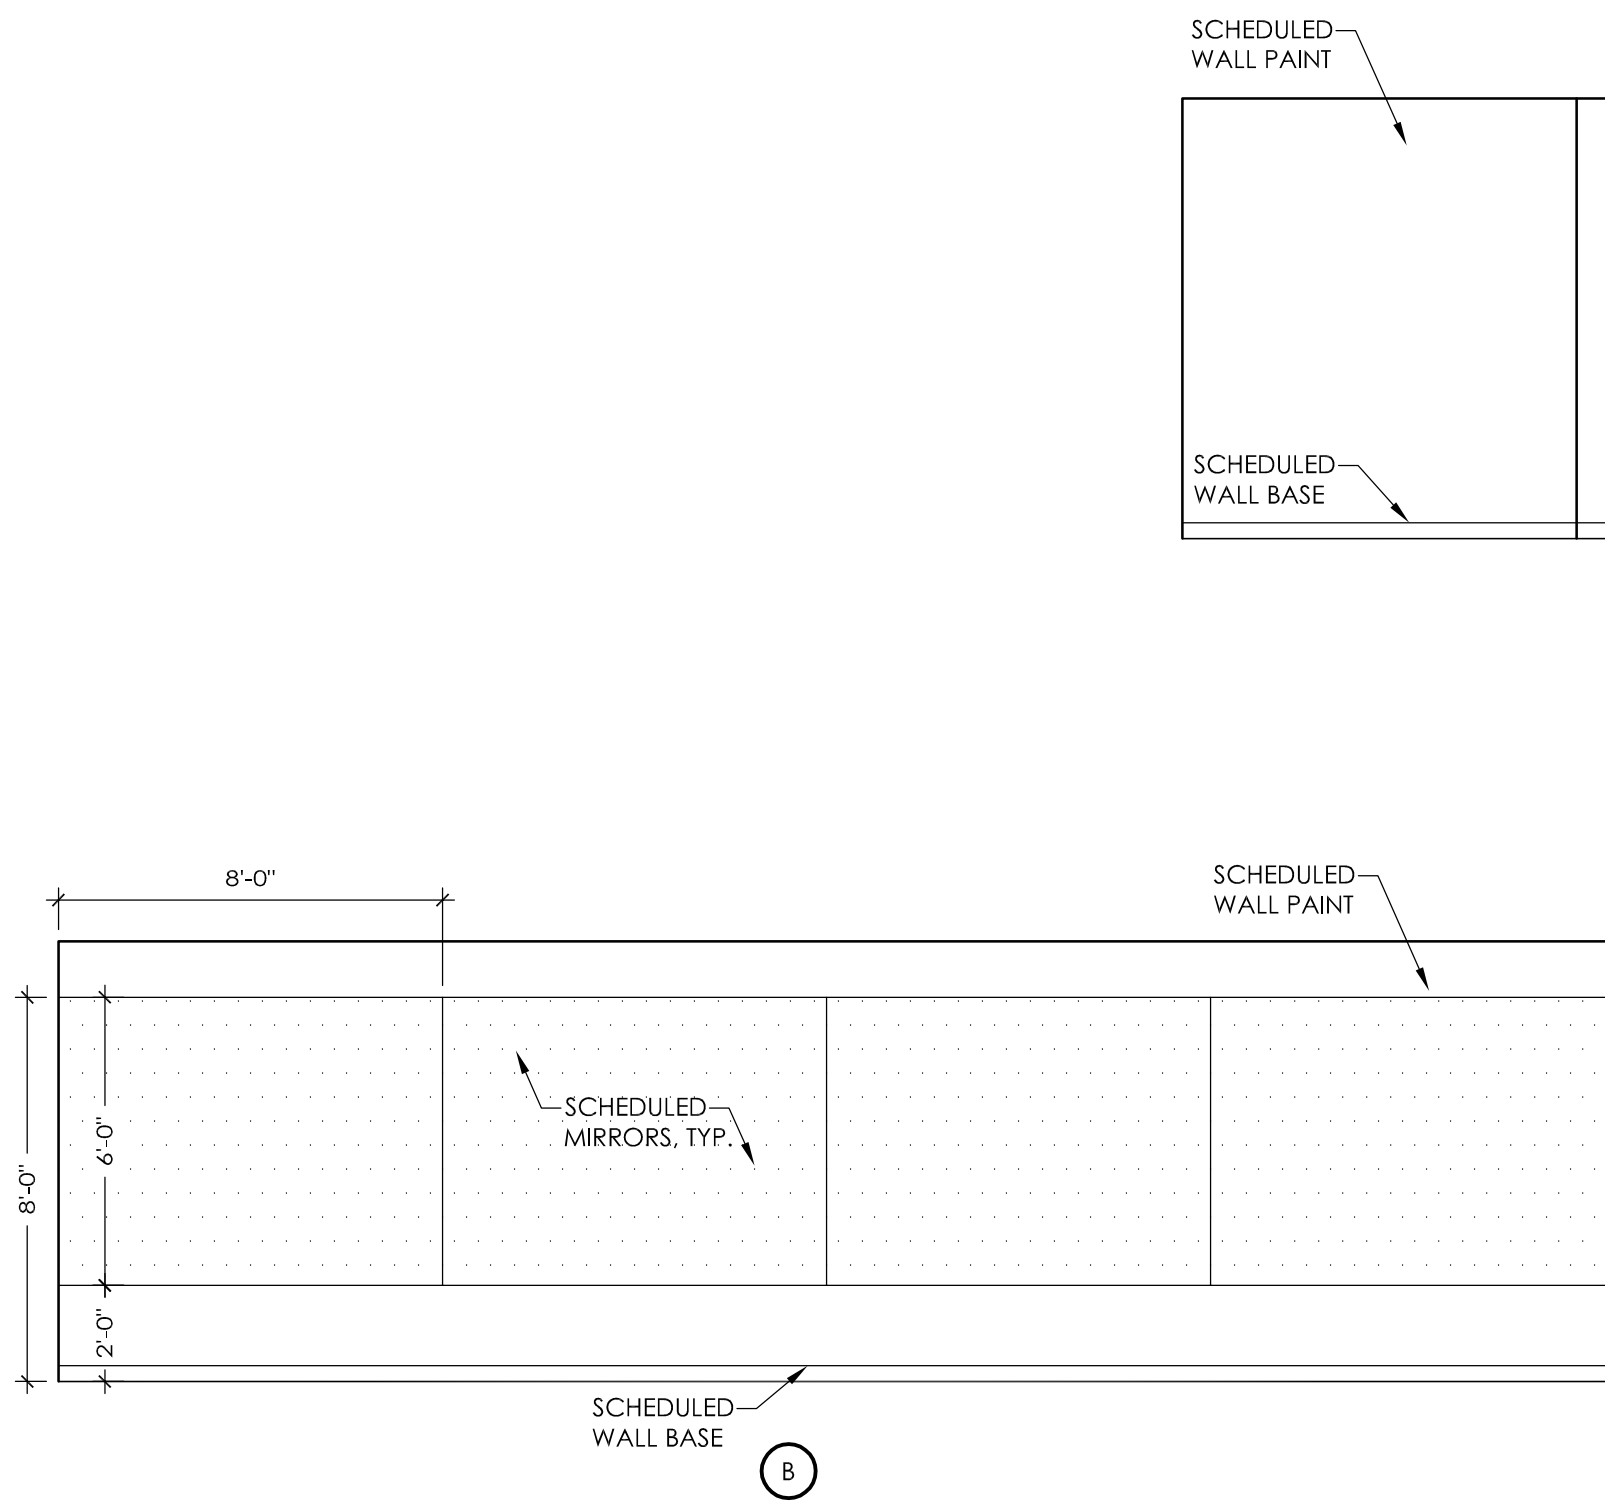 SCHEDULED
WALL PAINT
SCHEDULED
WALL BASE
8'-0"
SCHEDULED
WALL PAINT
SCHEDULED
MIRRORS, TYP.
6'-0"
8'-0"
2'-0"
SCHEDULED
WALL BASE
B